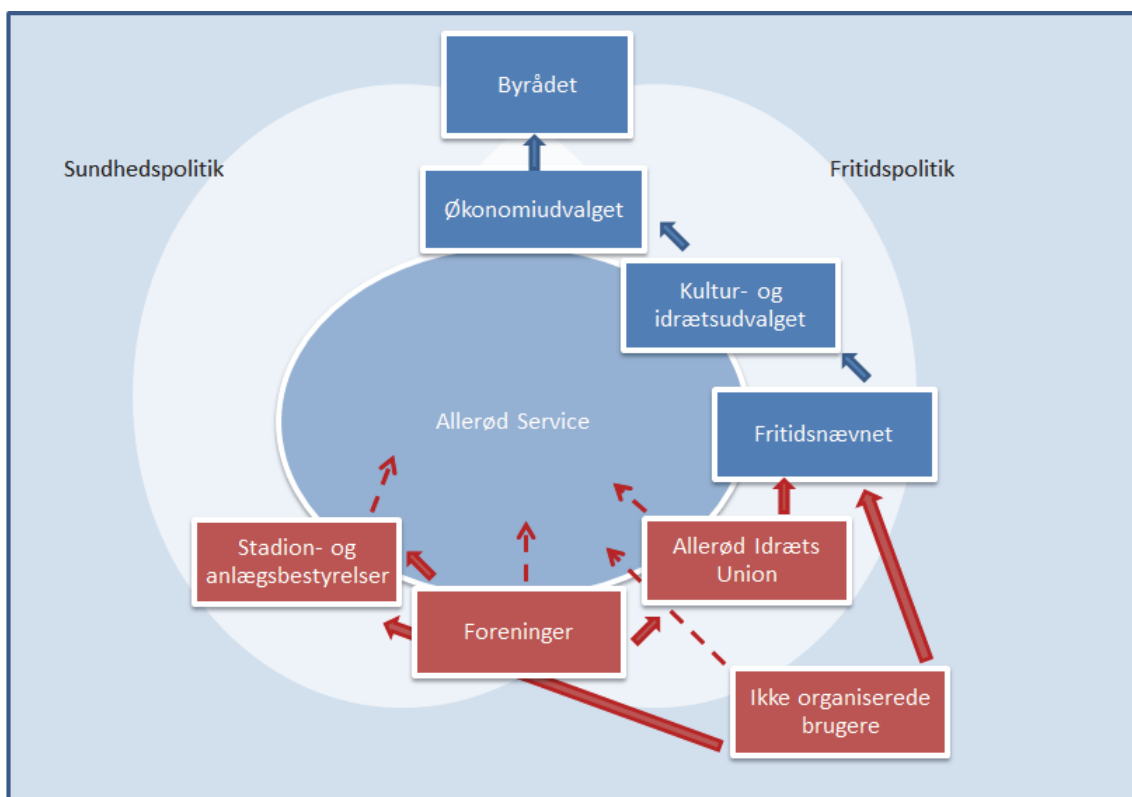 Byrådet
Sundhedspolitik
Fritidspolitik
Økonomiudvalget
Kultur- og
idrætsudvalget
Allerød Service
Fritidsnævnet
Stadion- og
anlægsbestyrelser
Allerød Idræts
Union
Foreninger
Ikke organiserede
brugere